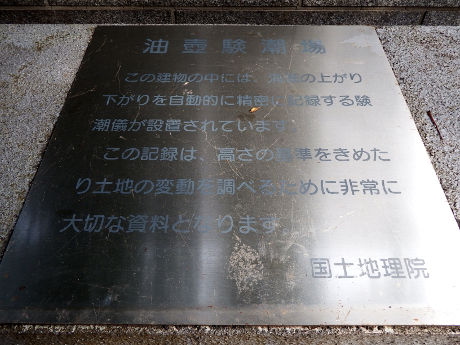 油壺験潮場
この建物の中には、海面の上がり
下がりを自動的に精密に記録する験
潮儀が設置されています。
この記録は、高さの基準をきめた
り土地の変動を調べるために非常に
大切な資料となります。
国土地理院